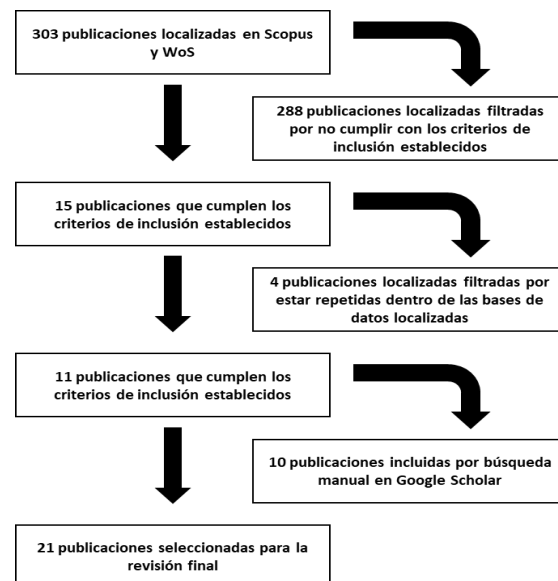 303 publicaciones localizadas en Scopus
y WoS
288 publicaciones localizadas filtradas
por no cumplir con los criterios de
inclusión establecidos
15 publicaciones que cumplen los
criterios de inclusión establecidos
4 publicaciones localizadas filtradas por
estar repetidas dentro de las bases de
datos localizadas
11 publicaciones que cumplen los
criterios de inclusión establecidos
10 publicaciones incluidas por búsqueda
manual en Google Scholar
21 publicaciones seleccionadas para la
revisión final